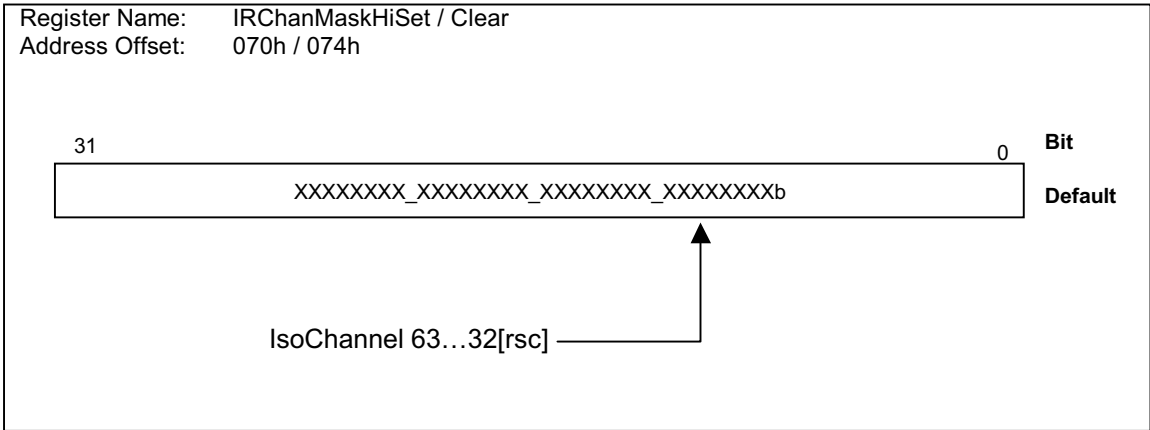 Register Name: IRChanMaskHiSet / Clear
Address Offset: 070h / 074h
31 0 Bit
XXXXXXXX_XXXXXXXX_XXXXXXXX_XXXXXXXXb Default
IsoChannel 63…32[rsc]